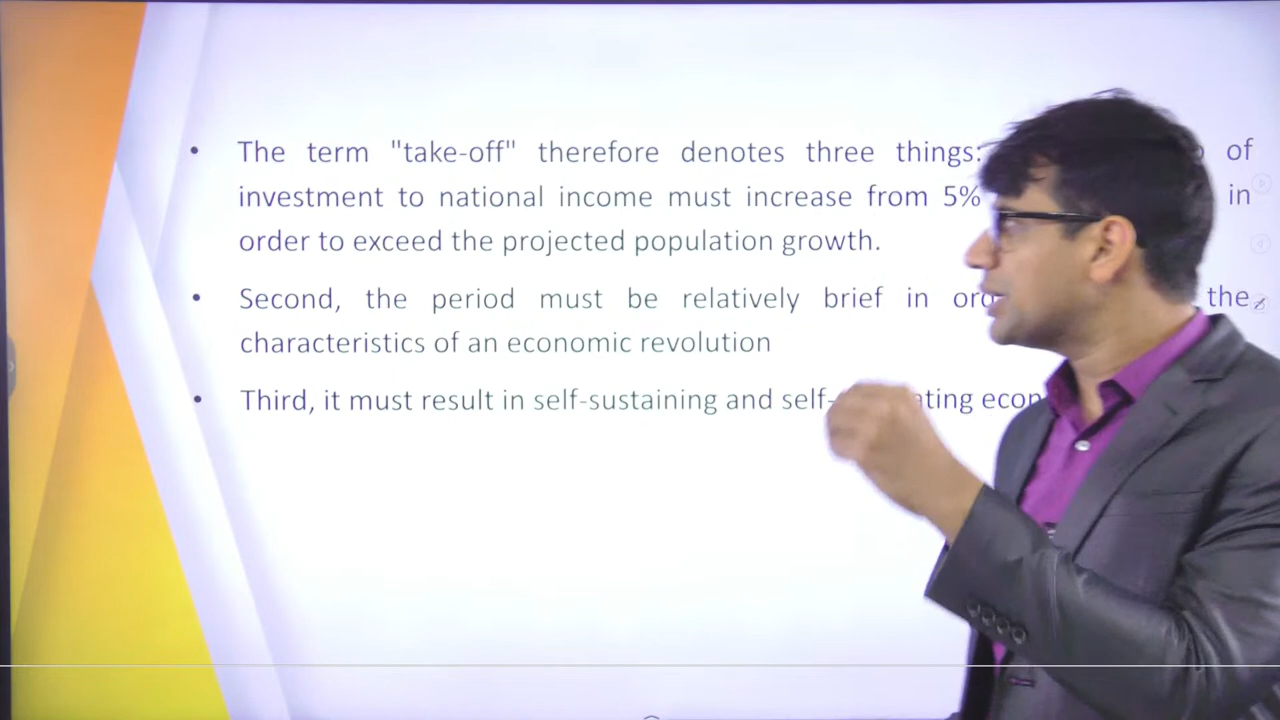 • The term "take-off" therefore denotes three things: of
investment to national income must increase from 5% in
order to exceed the projected population growth.
• Second, the period must be relatively brief in the
characteristics of an economic revolution
• Third, it must result in self-sustaining and